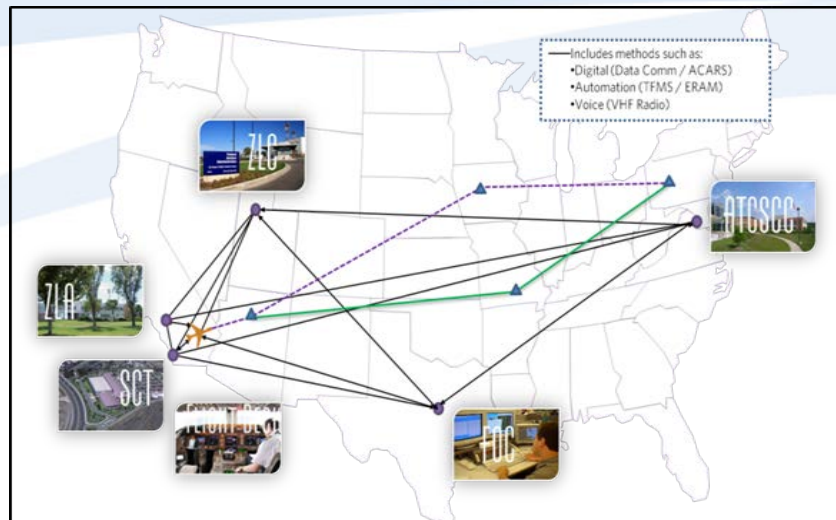 Includes methods such as:
•Digital (Data Comm / ACARS)
•Automation (TFMS / ERAM)
•Voice (VHF Radio)
ZLC
ATCSCC
ZLA
SCT
FLIGHT DECK
FOC